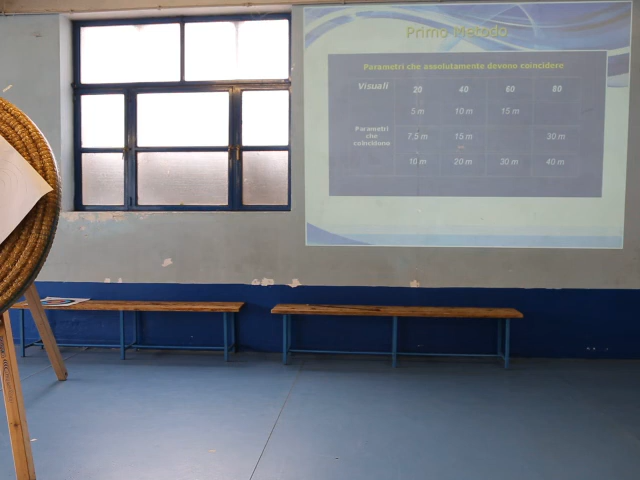 Primo Metodo
Parametri che assolutamente devono coincidere
Visuali 20 40 60 80
5 m 10 m 15 m
Parametri che coincidono 7,5 m 15 m 30 m
10 m 20 m 30 m 40 m